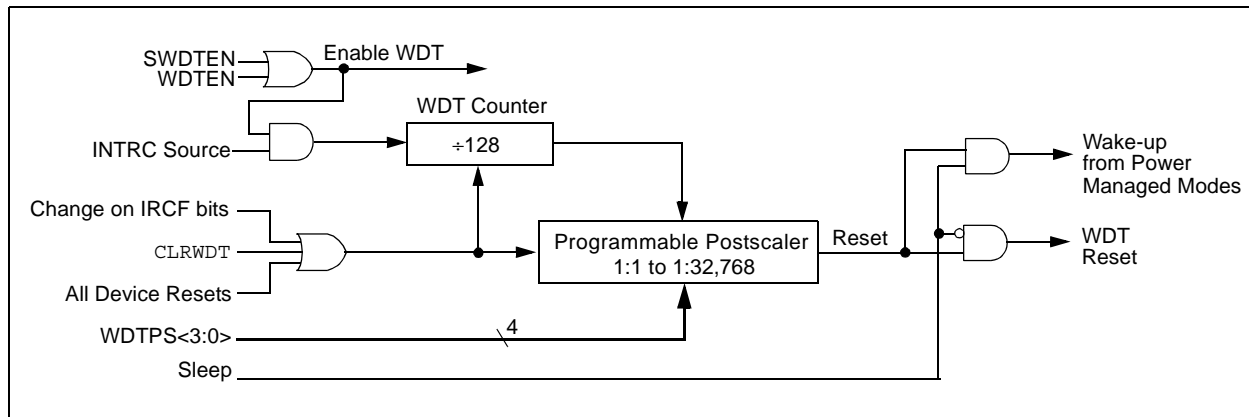 SWDTEN
WDTEN
Enable WDT
WDT Counter
÷128
INTRC Source
Wake-up
from Power
Managed Modes
Change on IRCF bits
CLRWDT
All Device Resets
Programmable Postscaler
1:1 to 1:32,768
Reset
WDT
Reset
WDTPS<3:0>
4
Sleep